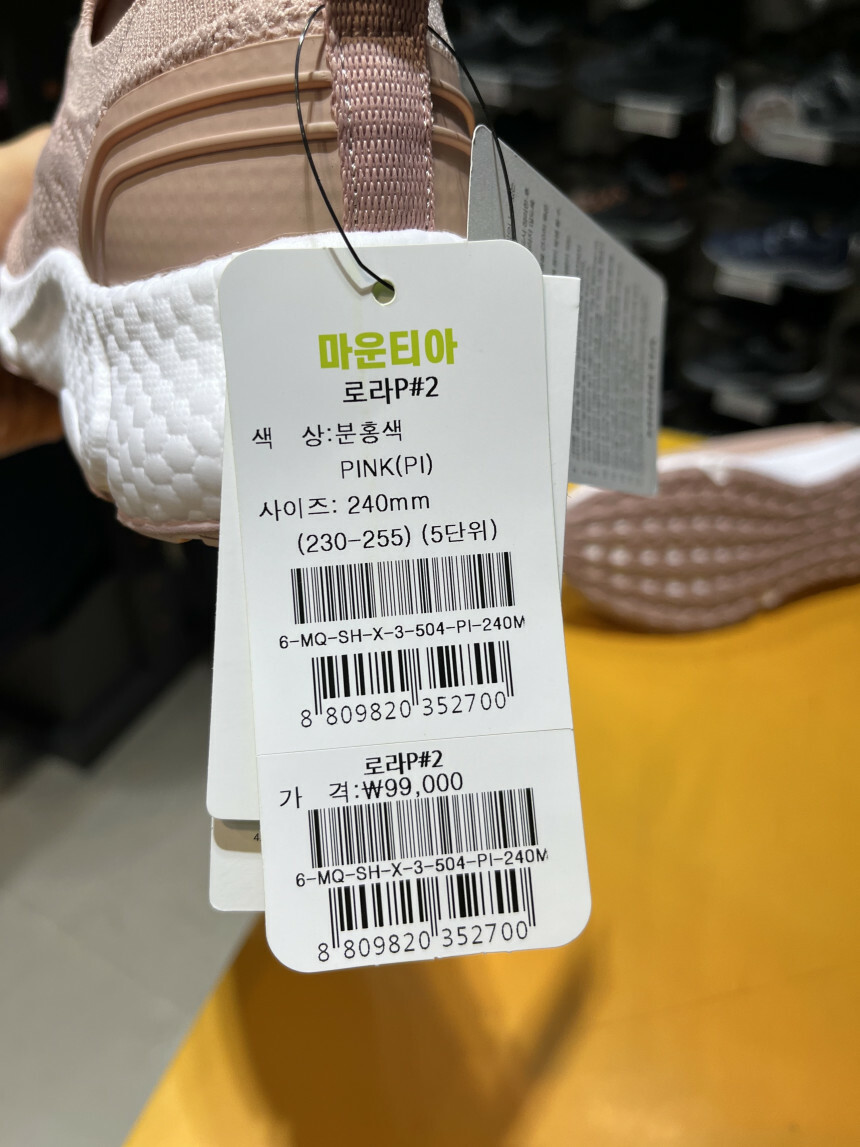 마운티아
로라P#2
색 상:분홍색
PINK(PI)
사이즈: 240mm
(230-255) (5단위)
6-MQ-SH-X-3-504-PI-240M
8 809820 352700
로라P#2
가 격:₩99,000
6-MQ-SH-X-3-504-PI-240M
8 809820 352700